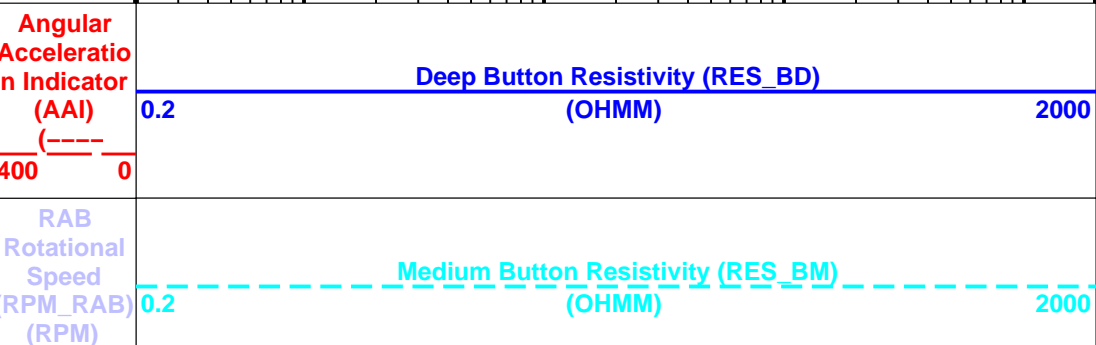 Angular
Acceleratio
n Indicator
(AAI)
(----
400 0
Deep Button Resistivity (RES_BD)
0.2 (OHMM) 2000
RAB
Rotational
Speed
(RPM_RAB)
(RPM)
Medium Button Resistivity (RES_BM)
0.2 (OHMM) 2000